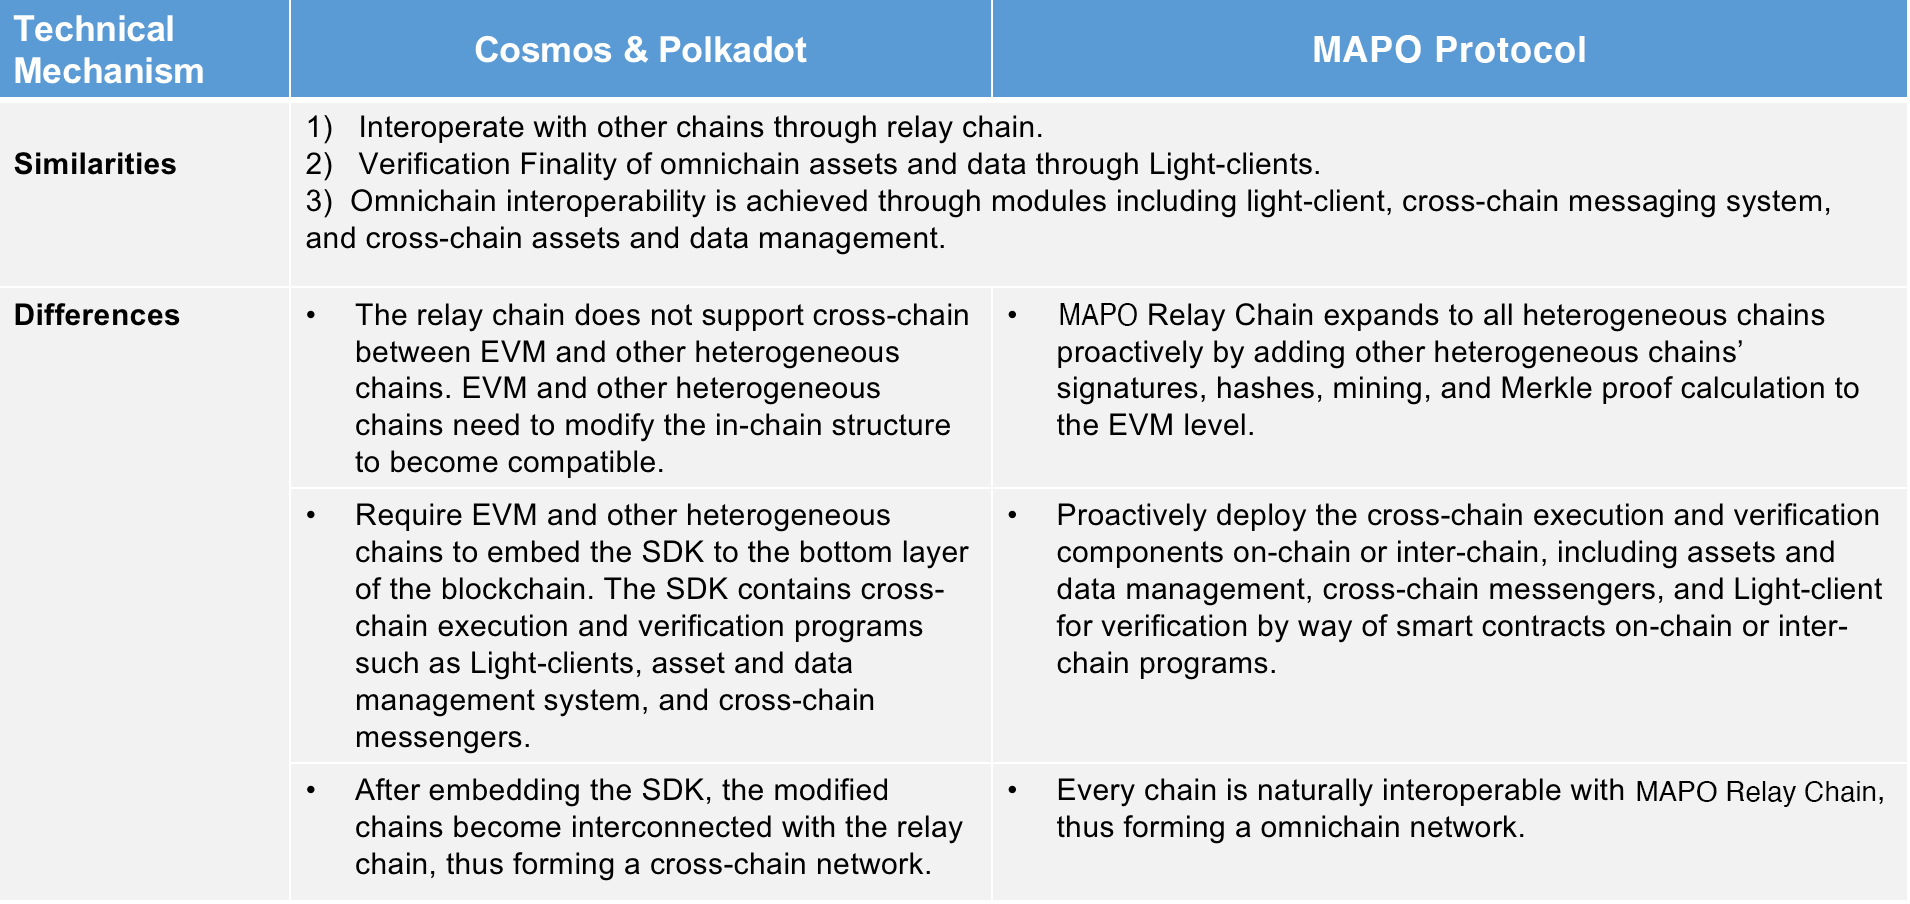 Technical
Mechanism
Cosmos & Polkadot
MAPO Protocol
Similarities
1) Interoperate with other chains through relay chain.
2) Verification Finality of omnichain assets and data through Light-clients.
3) Omnichain interoperability is achieved through modules including light-client, cross-chain messaging system,
and cross-chain assets and data management.
Differences
• The relay chain does not support cross-chain
between EVM and other heterogeneous
chains. EVM and other heterogeneous
chains need to modify the in-chain structure
to become compatible.
• MAPO Relay Chain expands to all heterogeneous chains
proactively by adding other heterogeneous chains’
signatures, hashes, mining, and Merkle proof calculation to
the EVM level.
• Require EVM and other heterogeneous
chains to embed the SDK to the bottom layer
of the blockchain. The SDK contains cross-
chain execution and verification programs
such as Light-clients, asset and data
management system, and cross-chain
messengers.
• Proactively deploy the cross-chain execution and verification
components on-chain or inter-chain, including assets and
data management, cross-chain messengers, and Light-client
for verification by way of smart contracts on-chain or inter-
chain programs.
• After embedding the SDK, the modified
chains become interconnected with the relay
chain, thus forming a cross-chain network.
• Every chain is naturally interoperable with MAPO Relay Chain,
thus forming a omnichain network.